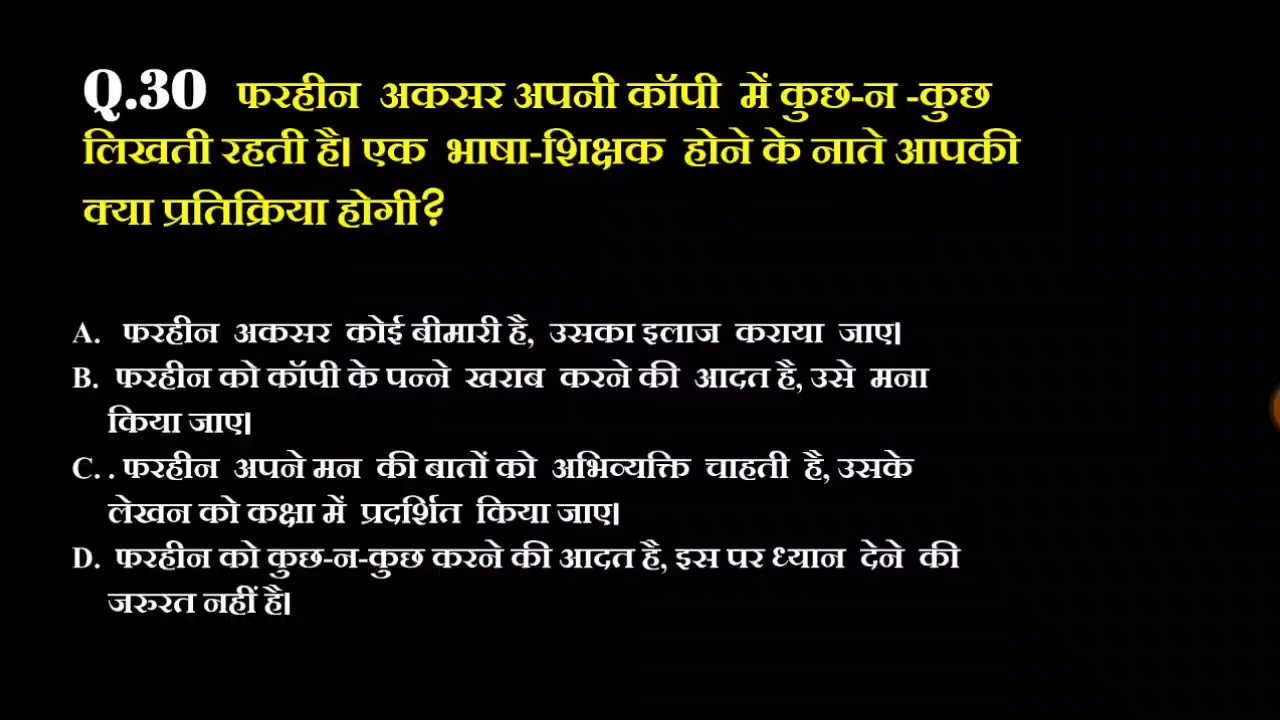 Q.30 फरहीन अकसर अपनी कॉपी में कुछ-न -कुछ
लिखती रहती है। एक भाषा-शिक्षक होने के नाते आपकी
क्या प्रतिक्रिया होगी?
A. फरहीन अकसर कोई बीमारी है, उसका इलाज कराया जाए।
B. फरहीन को कॉपी के पन्ने खराब करने की आदत है, उसे मना
किया जाए।
C. . फरहीन अपने मन की बातों को अभिव्यक्ति चाहती है, उसके
लेखन को कक्षा में प्रदर्शित किया जाए।
D. फरहीन को कुछ-न-कुछ करने की आदत है, इस पर ध्यान देने की
जरुरत नहीं है।